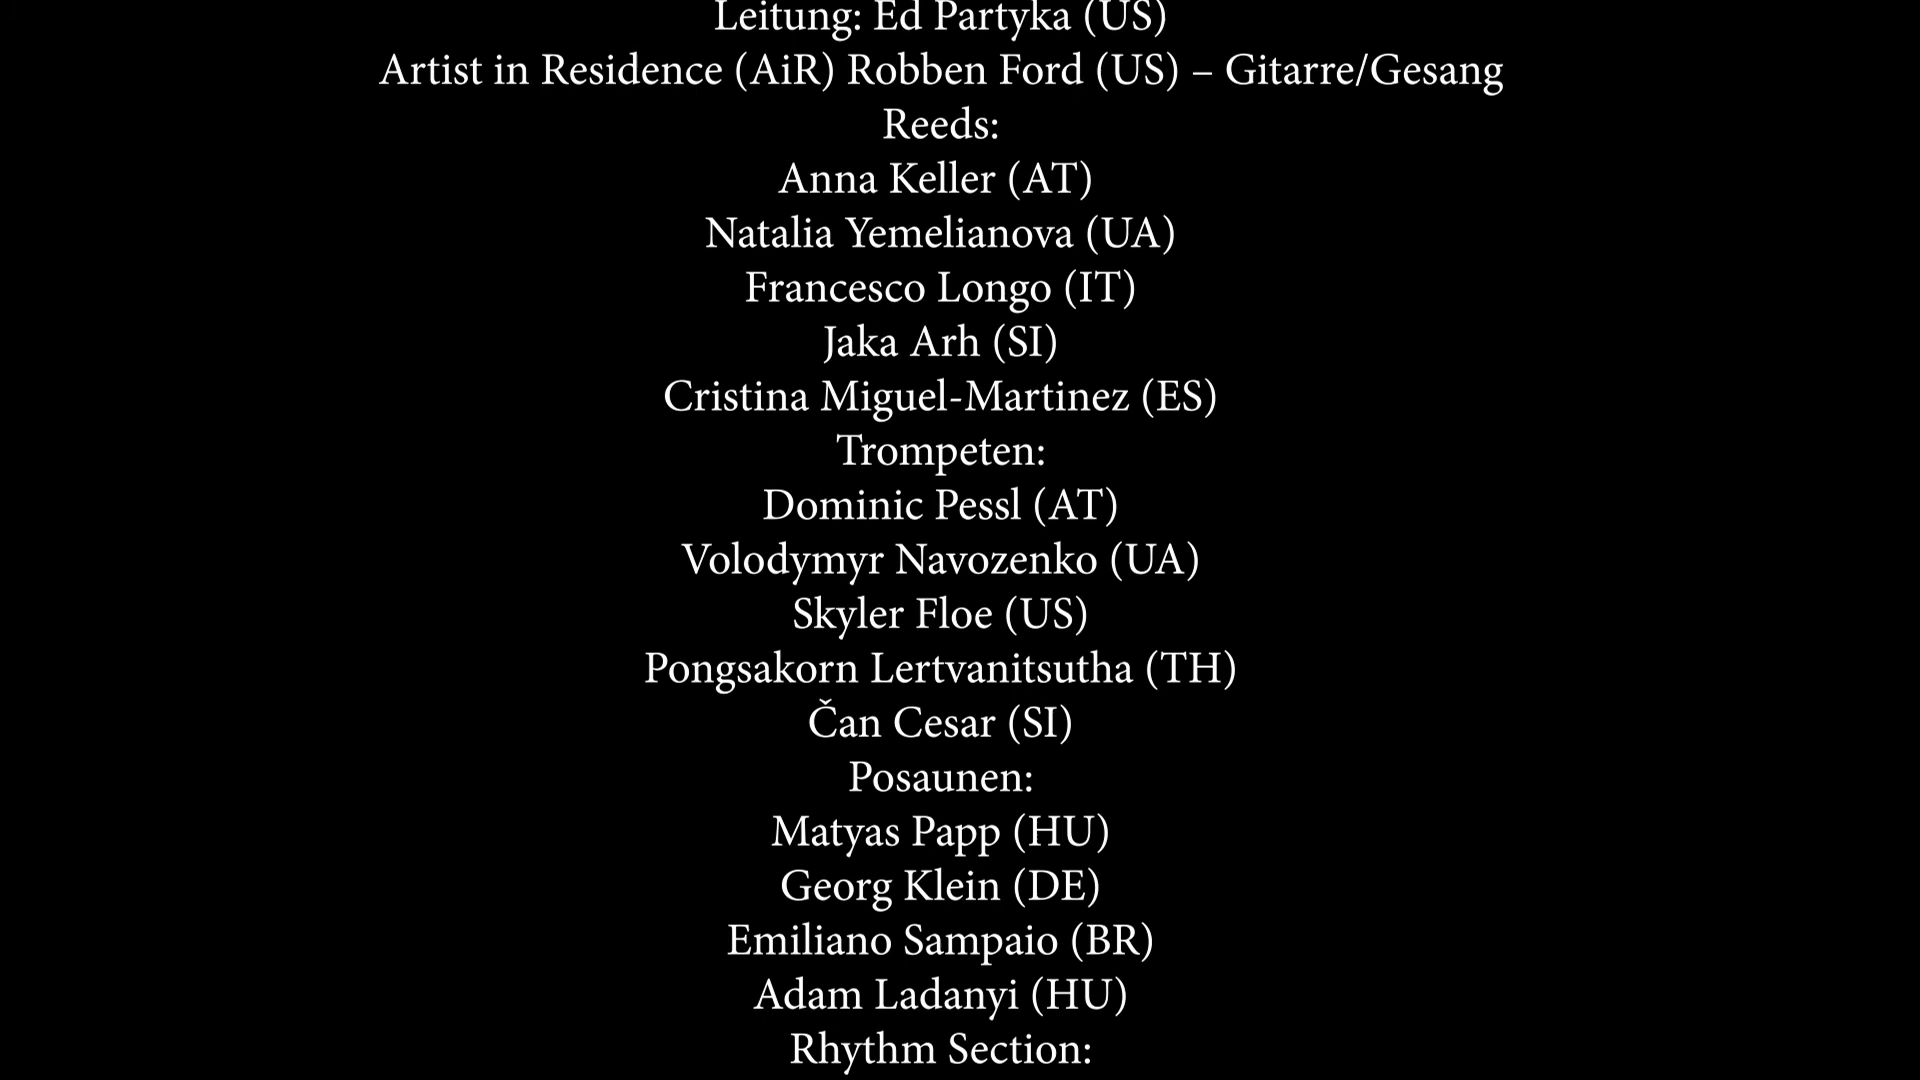 Leitung: Ed Partyka (US)
Artist in Residence (AiR) Robben Ford (US) – Gitarre/Gesang
Reeds:
Anna Keller (AT)
Natalia Yemelianova (UA)
Francesco Longo (IT)
Jaka Arh (SI)
Cristina Miguel-Martinez (ES)
Trompeten:
Dominic Pessl (AT)
Volodymyr Navozenko (UA)
Skyler Floe (US)
Pongsakorn Lertvanitsutha (TH)
Čan Cesar (SI)
Posaunen:
Matyas Papp (HU)
Georg Klein (DE)
Emiliano Sampaio (BR)
Adam Ladanyi (HU)
Rhythm Section: